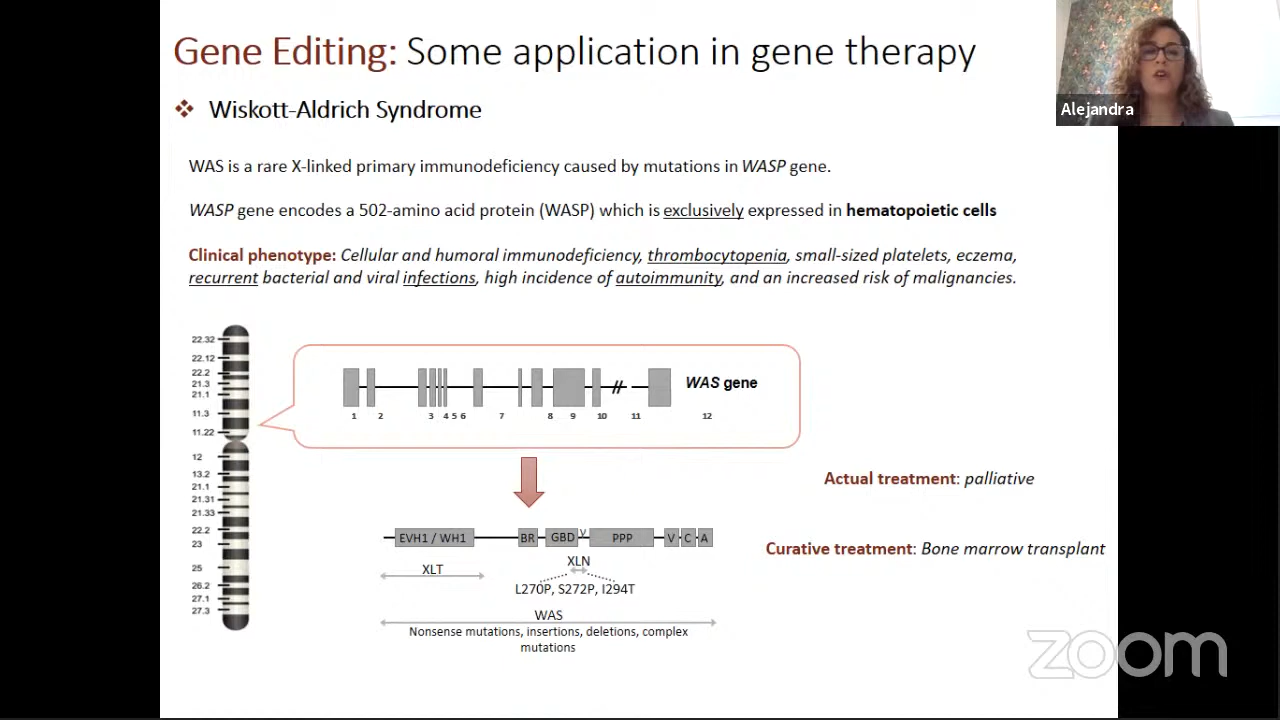 Gene Editing: Some application in gene therapy
Alejandra
❖ Wiskott-Aldrich Syndrome
WAS is a rare X-linked primary immunodeficiency caused by mutations in WASP gene.
WASP gene encodes a 502-amino acid protein (WASP) which is exclusively expressed in hematopoietic cells
Clinical phenotype: Cellular and humoral immunodeficiency, thrombocytopenia, small-sized platelets, eczema,
recurrent bacterial and viral infections, high incidence of autoimmunity, and an increased risk of malignancies.
22.32
22.12
22.2
21.3
21.1
11.3
11.22
12
13.2
21.1
21.31
21.33
22.2
23
25
26.2
27.1
27.3
WAS gene
1 2 3 4 5 6 7 8 9 10 11 12
Actual treatment: palliative
EVH1 / WH1 BR GBD V PPP V C A
Curative treatment: Bone marrow transplant
XLT XLN
L270P, S272P, I294T
WAS
Nonsense mutations, insertions, deletions, complex
mutations
zoom